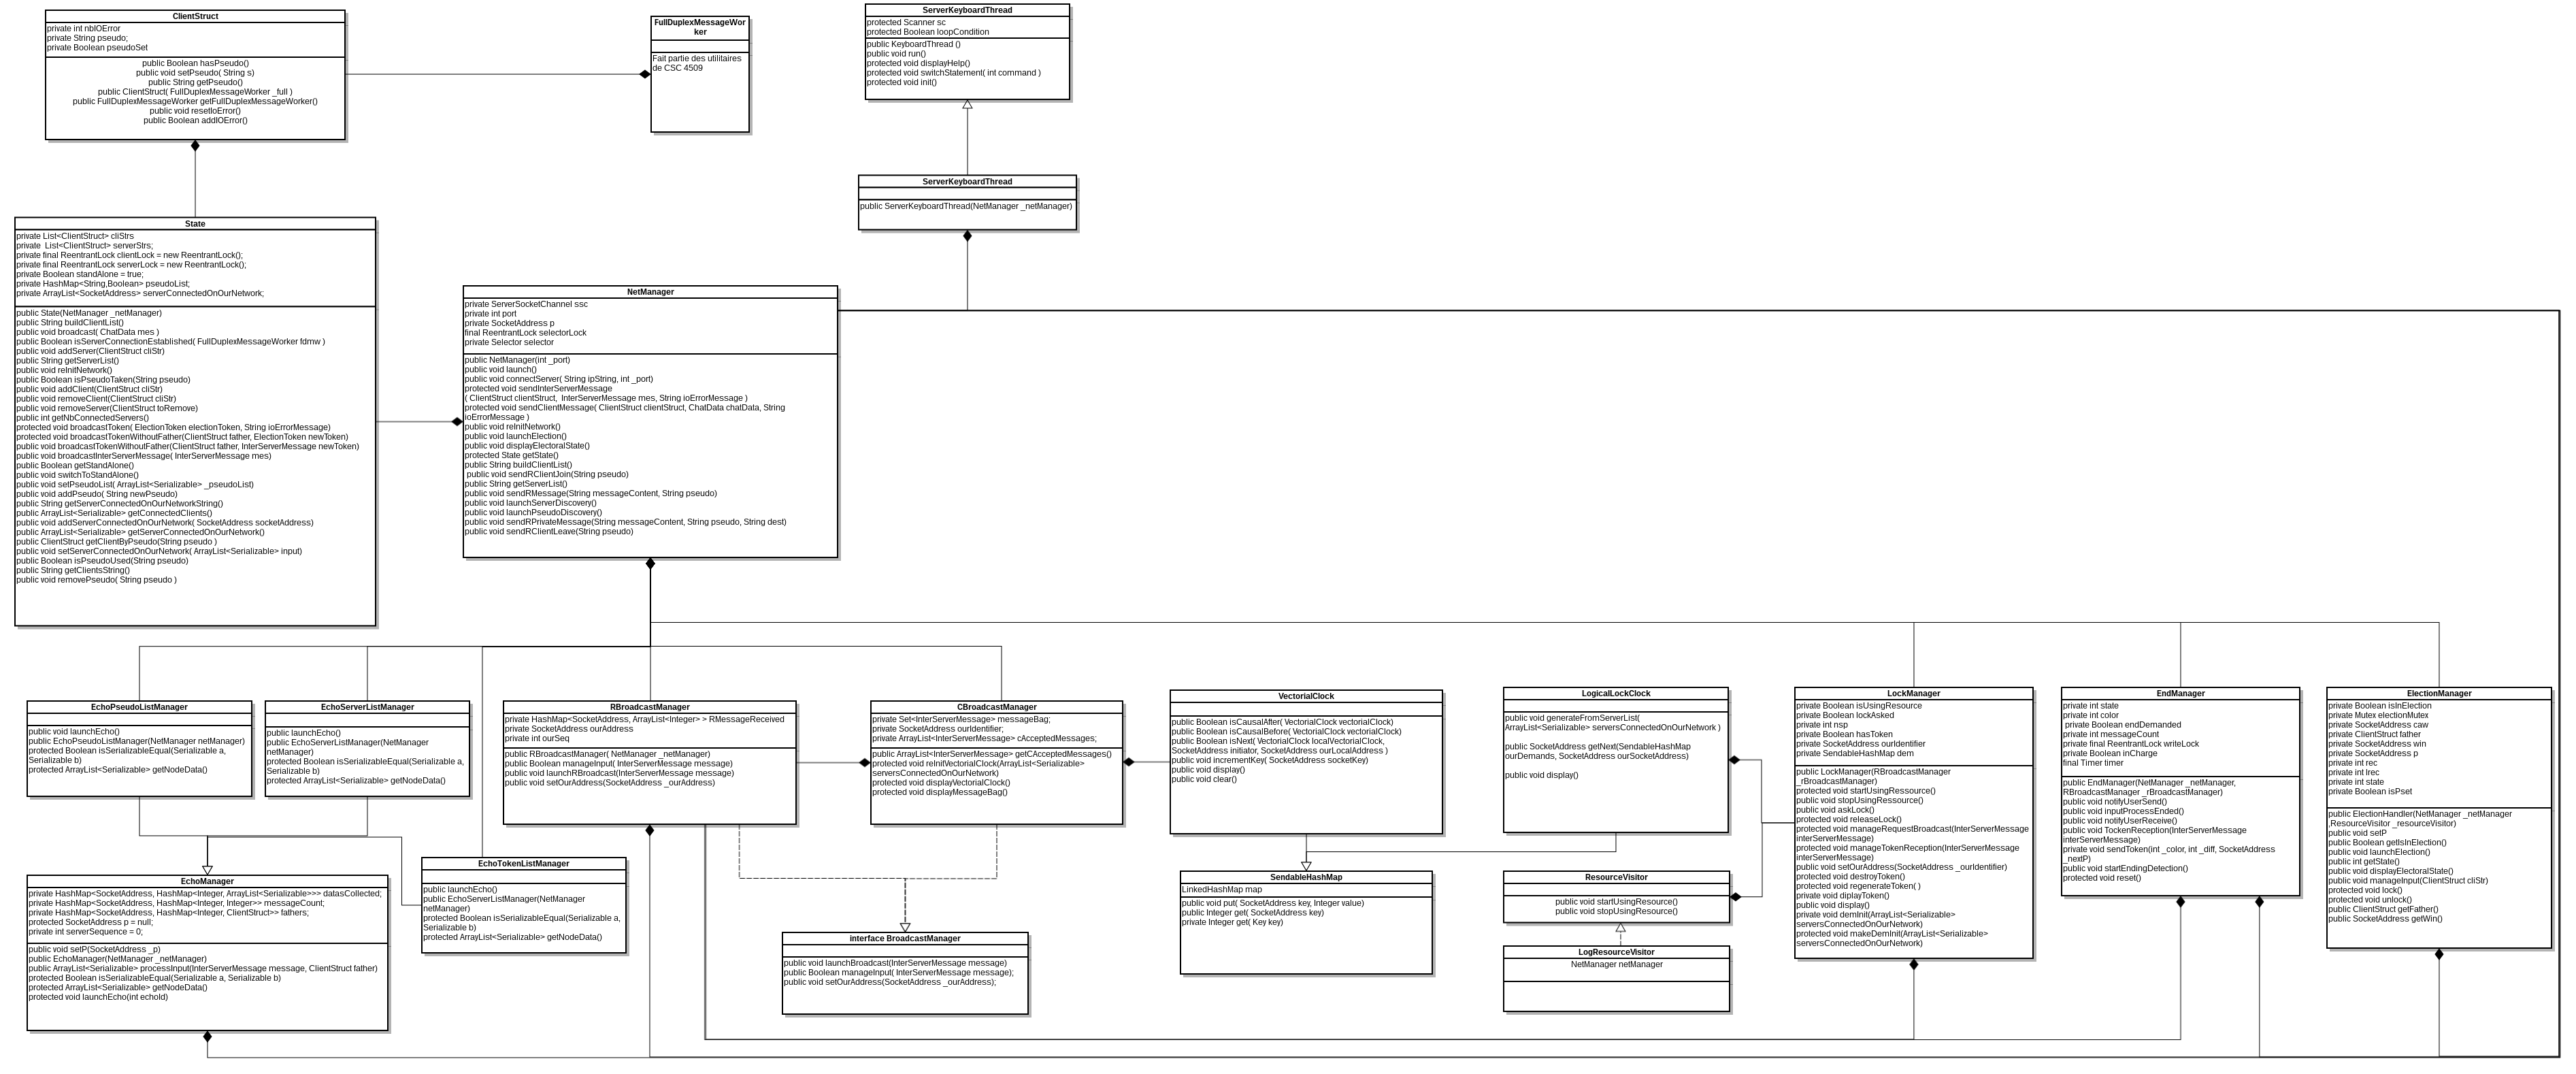 ClientStruct
private int nbIOError
private String pseudo;
private Boolean pseudoSet
public Boolean hasPseudo()
public void setPseudo( String s)
public String getPseudo()
public ClientStruct( FullDuplexMessageWorker _full )
public FullDuplexMessageWorker getFullDuplexMessageWorker()
public void resetIoError()
public Boolean addIOError()
FullDuplexMessageWor
ker
Fait partie des utilitaires
de CSC 4509
ServerKeyboardThread
protected Scanner sc
protected Boolean loopCondition
public KeyboardThread ()
public void run()
protected void displayHelp()
protected void switchStatement( int command )
protected void init()
ServerKeyboardThread
public ServerKeyboardThread(NetManager _netManager)
State
private List<ClientStruct> cliStrs
private  List<ClientStruct> serverStrs;
private final ReentrantLock clientLock = new ReentrantLock();
private final ReentrantLock serverLock = new ReentrantLock();
private Boolean standAlone = true;
private HashMap<String,Boolean> pseudoList;
private ArrayList<SocketAddress> serverConnectedOnOurNetwork;
public State(NetManager _netManager)
public String buildClientList()
public void broadcast( ChatData mes )
public Boolean isServerConnectionEstablished( FullDuplexMessageWorker fdmw )
public void addServer(ClientStruct cliStr)
public String getServerList()
public void reInitNetwork()
public Boolean isPseudoTaken(String pseudo)
public void addClient(ClientStruct cliStr)
public void removeClient(ClientStruct cliStr)
public void removeServer(ClientStruct toRemove)
public int getNbConnectedServers()
protected void broadcastToken( ElectionToken electionToken, String ioErrorMessage)
protected void broadcastTokenWithoutFather(ClientStruct father, ElectionToken newToken)
public void broadcastTokenWithoutFather(ClientStruct father, InterServerMessage newToken)
public void broadcastInterServerMessage( InterServerMessage mes)
public Boolean getStandAlone()
public void switchToStandAlone()
public void setPseudoList( ArrayList<Serializable> _pseudoList)
public void addPseudo( String newPseudo)
public String getServerConnectedOnOurNetworkString()
public ArrayList<Serializable> getConnectedClients()
public void addServerConnectedOnOurNetwork( SocketAddress socketAddress)
public ArrayList<Serializable> getServerConnectedOnOurNetwork()
public ClientStruct getClientByPseudo(String pseudo )
public void setServerConnectedOnOurNetwork( ArrayList<Serializable> input)
public Boolean isPseudoUsed(String pseudo)
public String getClientsString()
public void removePseudo( String pseudo )
NetManager
private ServerSocketChannel ssc
private int port
private SocketAddress p
final ReentrantLock selectorLock
private Selector selector
public NetManager(int _port)
public void launch()
public void connectServer( String ipString, int _port)
protected void sendInterServerMessage
( ClientStruct clientStruct,  InterServerMessage mes, String ioErrorMessage )
protected void sendClientMessage( ClientStruct clientStruct, ChatData chatData, String
ioErrorMessage )
public void reInitNetwork()
public void launchElection()
public void displayElectoralState()
protected State getState()
public String buildClientList()
public void sendRClientJoin(String pseudo)
public String getServerList()
public void sendRMessage(String messageContent, String pseudo)
public void launchServerDiscovery()
public void launchPseudoDiscovery()
public void sendRPrivateMessage(String messageContent, String pseudo, String dest)
public void sendRClientLeave(String pseudo)
EchoPseudoListManager
public void launchEcho()
public EchoPseudoListManager(NetManager netManager)
protected Boolean isSerializableEqual(Serializable a,
Serializable b)
protected ArrayList<Serializable> getNodeData()
EchoServerListManager
public launchEcho()
public EchoServerListManager(NetManager
netManager)
protected Boolean isSerializableEqual(Serializable a,
Serializable b)
protected ArrayList<Serializable> getNodeData()
RBroadcastManager
private HashMap<SocketAddress, ArrayList<Integer> > RMessageReceived
private SocketAddress ourAddress
private int ourSeq
public RBroadcastManager( NetManager _netManager)
public Boolean manageInput( InterServerMessage message)
public void launchRBroadcast(InterServerMessage message)
public void setOurAddress(SocketAddress _ourAddress)
CBroadcastManager
private Set<InterServerMessage> messageBag;
private SocketAddress ourIdentifier;
private ArrayList<InterServerMessage> cAcceptedMessages;
public ArrayList<InterServerMessage> getCAcceptedMessages()
protected void reInitVectorialClock(ArrayList<Serializable>
serversConnectedOnOurNetwork)
protected void displayVectorialClock()
protected void displayMessageBag()
VectorialClock
public Boolean isCausalAfter( VectorialClock vectorialClock)
public Boolean isCausalBefore( VectorialClock vectorialClock)
public Boolean isNext( VectorialClock localVectorialClock,
SocketAddress initiator, SocketAddress ourLocalAddress )
public void incrementKey( SocketAddress socketKey)
public void display()
public void clear()
LogicalLockClock
public void generateFromServerList(
ArrayList<Serializable> serversConnectedOnOurNetwork )
public SocketAddress getNext(SendableHashMap
ourDemands, SocketAddress ourSocketAddress)
public void display()
LockManager
private Boolean isUsingResource
private Boolean lockAsked
private int nsp
private Boolean hasToken
private SocketAddress ourIdentifier
private SendableHashMap dem
public LockManager(RBroadcastManager
_rBroadcastManager)
protected void startUsingRessource()
public void stopUsingRessource()
public void askLock()
protected void releaseLock()
protected void manageRequestBroadcast(InterServerMessage
interServerMessage)
protected void manageTokenReception(InterServerMessage
interServerMessage)
public void setOurAddress(SocketAddress _ourIdentifier)
protected void destroyToken()
protected void regenerateToken( )
private void diplayToken()
public void display()
private void demInit(ArrayList<Serializable>
serversConnectedOnOurNetwork)
protected void makeDemInit(ArrayList<Serializable>
serversConnectedOnOurNetwork)
EndManager
private int state
private int color
private Boolean endDemanded
private int messageCount
private final ReentrantLock writeLock
private Boolean inCharge
final Timer timer
public EndManager(NetManager _netManager,
RBroadcastManager _rBroadcastManager)
public void notifyUserSend()
public void inputProcessEnded()
public void notifyUserReceive()
public void TockenReception(InterServerMessage
interServerMessage)
private void sendToken(int _color, int _diff, SocketAddress
_nextP)
public void startEndingDetection()
protected void reset()
ElectionManager
private Boolean isInElection
private Mutex electionMutex
private ClientStruct father
private SocketAddress caw
private SocketAddress win
private SocketAddress p
private int rec
private int lrec
private int state
private Boolean isPset
public ElectionHandler(NetManager _netManager
,ResourceVisitor _resourceVisitor)
public void setP
public Boolean getIsInElection()
public void launchElection()
public int getState()
public void displayElectoralState()
public void manageInput(ClientStruct cliStr)
protected void lock()
protected void unlock()
public ClientStruct getFather()
public SocketAddress getWin()
EchoTokenListManager
public launchEcho()
public EchoServerListManager(NetManager
netManager)
protected Boolean isSerializableEqual(Serializable a,
Serializable b)
protected ArrayList<Serializable> getNodeData()
EchoManager
private HashMap<SocketAddress, HashMap<Integer, ArrayList<Serializable>>> datasCollected;
private HashMap<SocketAddress, HashMap<Integer, Integer>> messageCount;
private HashMap<SocketAddress, HashMap<Integer, ClientStruct>> fathers;
protected SocketAddress p = null;
private int serverSequence = 0;
public void setP(SocketAddress _p)
public EchoManager(NetManager _netManager)
public ArrayList<Serializable> processInput(InterServerMessage message, ClientStruct father)
protected Boolean isSerializableEqual(Serializable a, Serializable b)
protected ArrayList<Serializable> getNodeData()
protected void launchEcho(int echoId)
interface BroadcastManager
public void launchBroadcast(InterServerMessage message)
public Boolean manageInput( InterServerMessage message);
public void setOurAddress(SocketAddress _ourAddress);
SendableHashMap
LinkedHashMap map
public void put( SocketAddress key, Integer value)
public Integer get( SocketAddress key)
private Integer get( Key key)
ResourceVisitor
public void startUsingResource()
public void stopUsingResource()
LogResourceVisitor
NetManager netManager